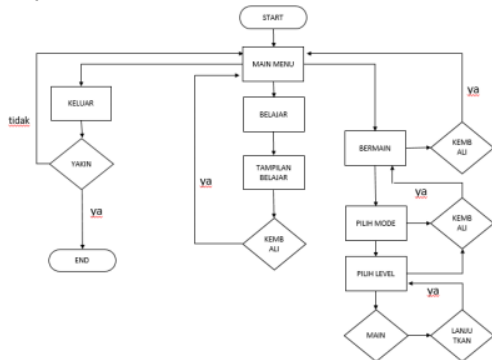 START
MAIN MENU
KELUAR
tidak
YAKIN
ya
END
BELAJAR
TAMPILAN
BELAJAR
ya
KEMB
ALI
BERMAIN
KEMB
ALI
ya
PILIH MODE
KEMB
ALI
ya
PILIH LEVEL
ya
MAIN
LANJU
TKAN